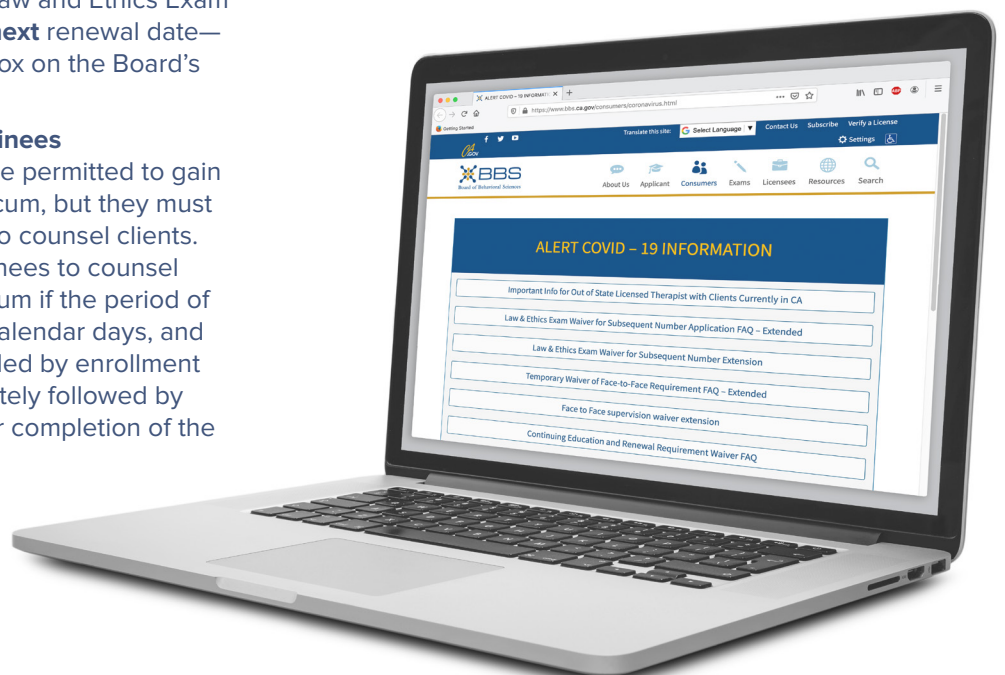 aw and Ethics Exam
next renewal date—
ox on the Board's
inees
e permitted to gain
cum, but they must
o counsel clients.
nees to counsel
um if the period of
alendar days, and
led by enrollment
tely followed by
r completion of the
ALERT COVID – 19 INFORMATI
Getting Started
https://www.bbs.ca.gov/consumers/coronavirus.html
CA
.GOV
Translate this site:
Select Language
Contact Us
Subscribe
Verify a License
Settings
BBS
Board of Behavioral Sciences
About Us
Applicant
Consumers
Exams
Licensees
Resources
Search
ALERT COVID – 19 INFORMATION
Important Info for Out of State Licensed Therapist with Clients Currently in CA
Law & Ethics Exam Waiver for Subsequent Number Application FAQ – Extended
Law & Ethics Exam Waiver for Subsequent Number Extension
Temporary Waiver of Face-to-Face Requirement FAQ – Extended
Face to Face supervision waiver extension
Continuing Education and Renewal Requirement Waiver FAQ